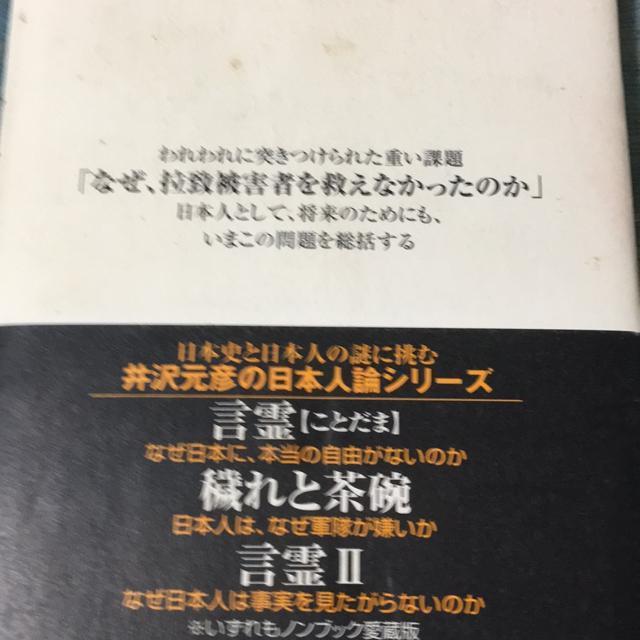 われわれに突きつけられた重い課題
「なぜ、拉致被害者を救えなかったのか」
日本人として、将来のためにも、
いまこの問題を総括する
日本史と日本人の謎に挑む
井沢元彦の日本人論シリーズ
言霊【ことだま】
なぜ日本に、本当の自由がないのか
穢れと茶碗
日本人は、なぜ軍隊が嫌いか
言霊Ⅱ
なぜ日本人は事実を見たがらないのか
※いずれもノンブック愛蔵版